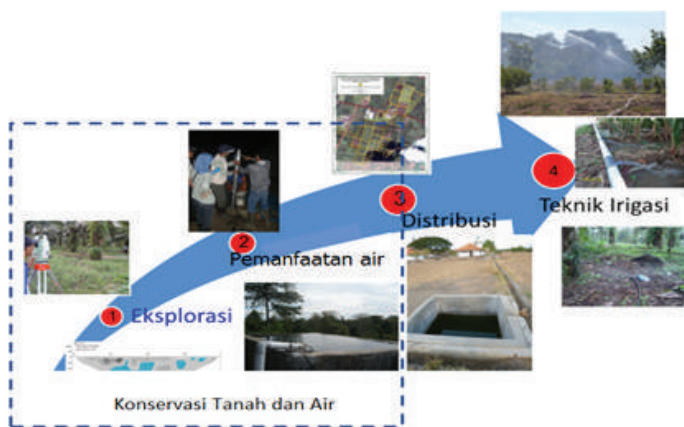 1
Eksplorasi
2
Pemanfaatan air
3
Distribusi
4
Teknik Irigasi
Konservasi Tanah dan Air